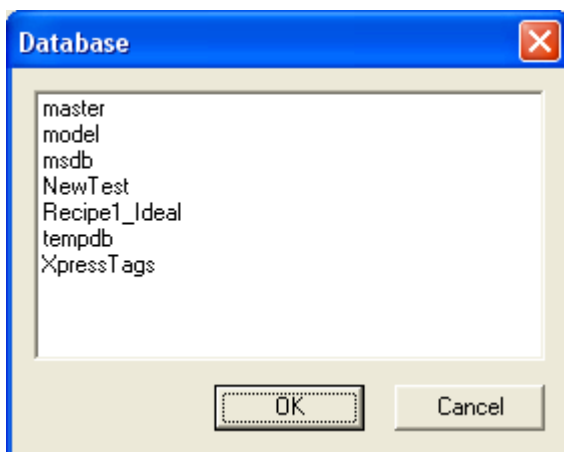 Database
master
model
msdb
NewTest
Recipe1_Ideal
tempdb
XpressTags
OK
Cancel